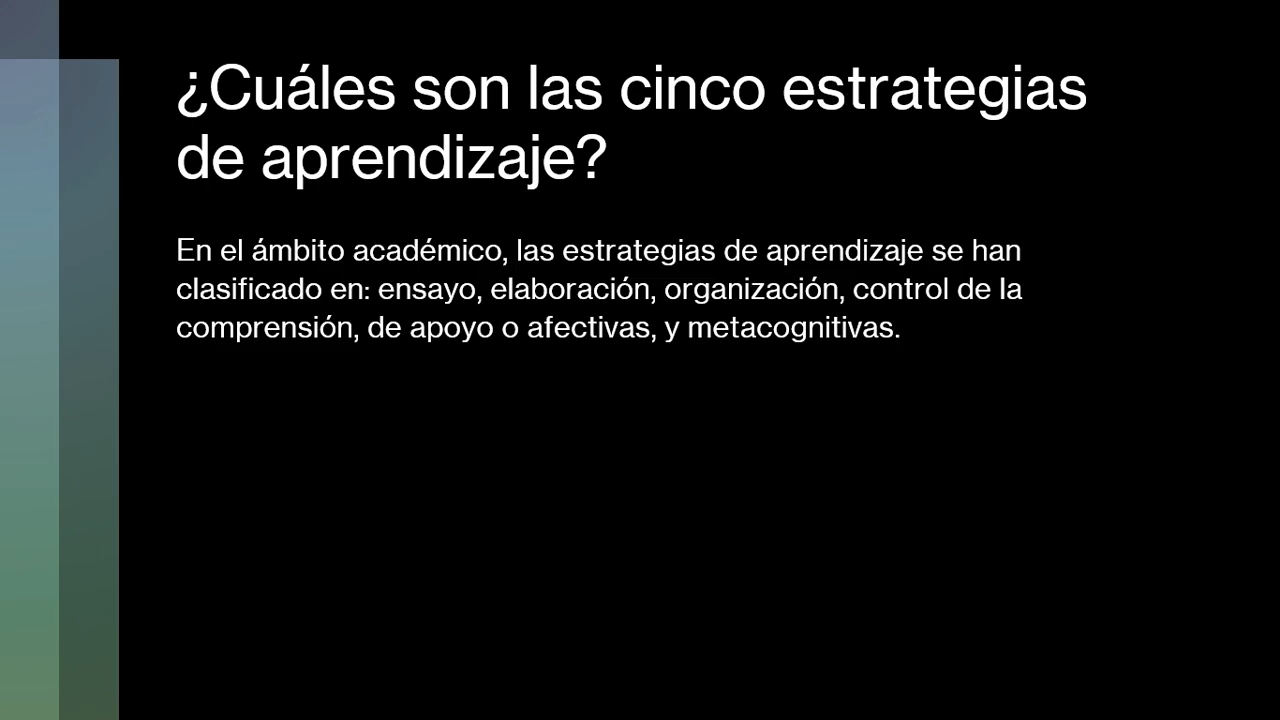 ¿Cuáles son las cinco estrategias
de aprendizaje?
En el ámbito académico, las estrategias de aprendizaje se han
clasificado en: ensayo, elaboración, organización, control de la
comprensión, de apoyo o afectivas, y metacognitivas.